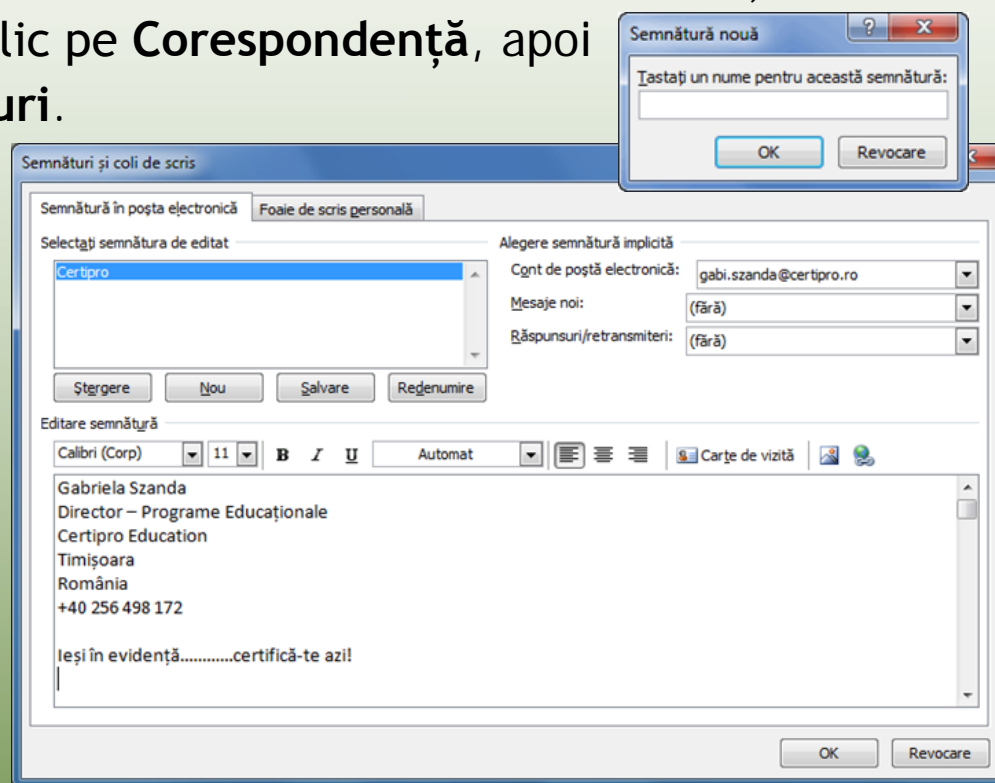 lic pe Corespondență, apoi
uri.
Semnătură nouă
Tastați un nume pentru această semnătură:
OK Revocare
Semnături și coli de scris
Semnătură în poșta electronică Foaie de scris personală
Selectați semnătura de editat Alegere semnătură implicită
Certipro Cont de poștă electronică: gabi.szanda@certipro.ro
Mesaje noi: (fără)
Răspunsuri/retransmiteri: (fără)
Ștergere Nou Salvare Redenumire
Editare semnătură
Calibri (Corp) 11 B I U Automat Carte de vizită
Gabriela Szanda
Director – Programe Educaționale
Certipro Education
Timișoara
România
+40 256 498 172
Ieși în evidență............certifică-te azi!
OK Revocare